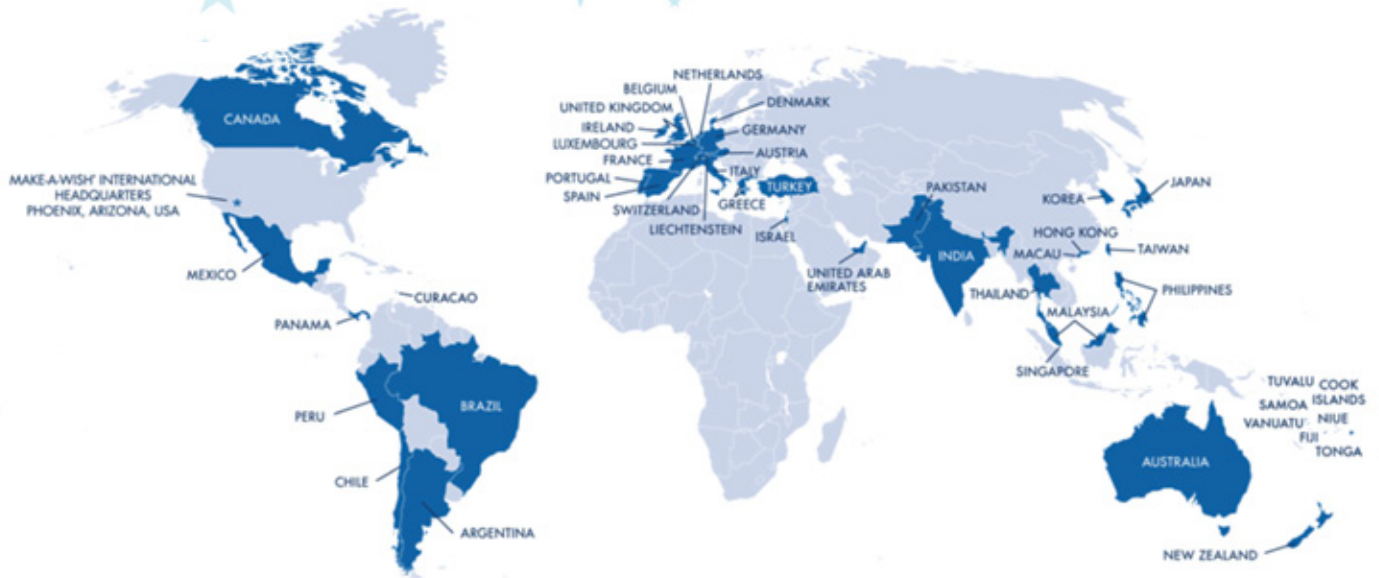 CANADA
MAKE-A-WISH® INTERNATIONAL
HEADQUARTERS
PHOENIX, ARIZONA, USA
MEXICO
CURACAO
PANAMA
PERU
BRAZIL
CHILE
ARGENTINA
NETHERLANDS
BELGIUM
UNITED KINGDOM
DENMARK
IRELAND
GERMANY
LUXEMBOURG
AUSTRIA
FRANCE
ITALY
PORTUGAL
SPAIN
TURKEY
GREECE
SWITZERLAND
LIECHTENSTEIN
ISRAEL
UNITED ARAB
EMIRATES
PAKISTAN
INDIA
KOREA
JAPAN
HONG KONG
MACAU
TAIWAN
THAILAND
PHILIPPINES
MALAYSIA
SINGAPORE
TUVALU
COOK
ISLANDS
SAMOA
VANUATU
NIUE
FIJI
TONGA
AUSTRALIA
NEW ZEALAND